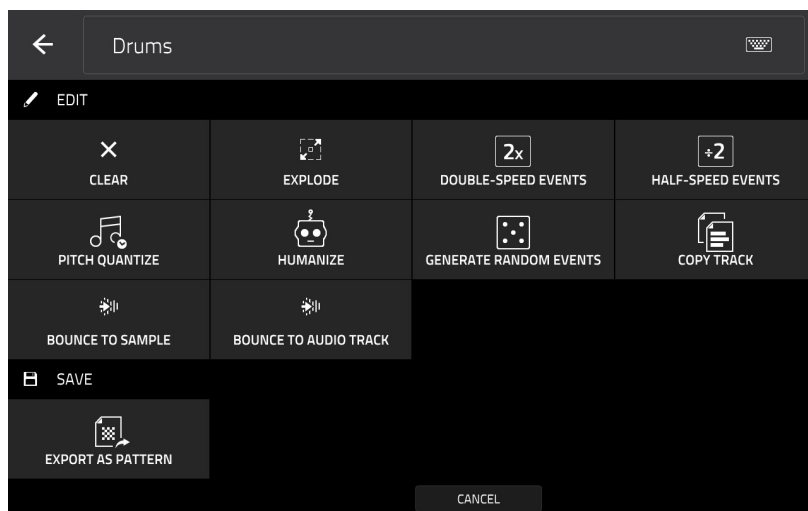 Drums
EDIT
CLEAR
EXPLODE
2x
DOUBLE-SPEED EVENTS
÷2
HALF-SPEED EVENTS
PITCH QUANTIZE
HUMANIZE
GENERATE RANDOM EVENTS
COPY TRACK
BOUNCE TO SAMPLE
BOUNCE TO AUDIO TRACK
SAVE
EXPORT AS PATTERN
CANCEL